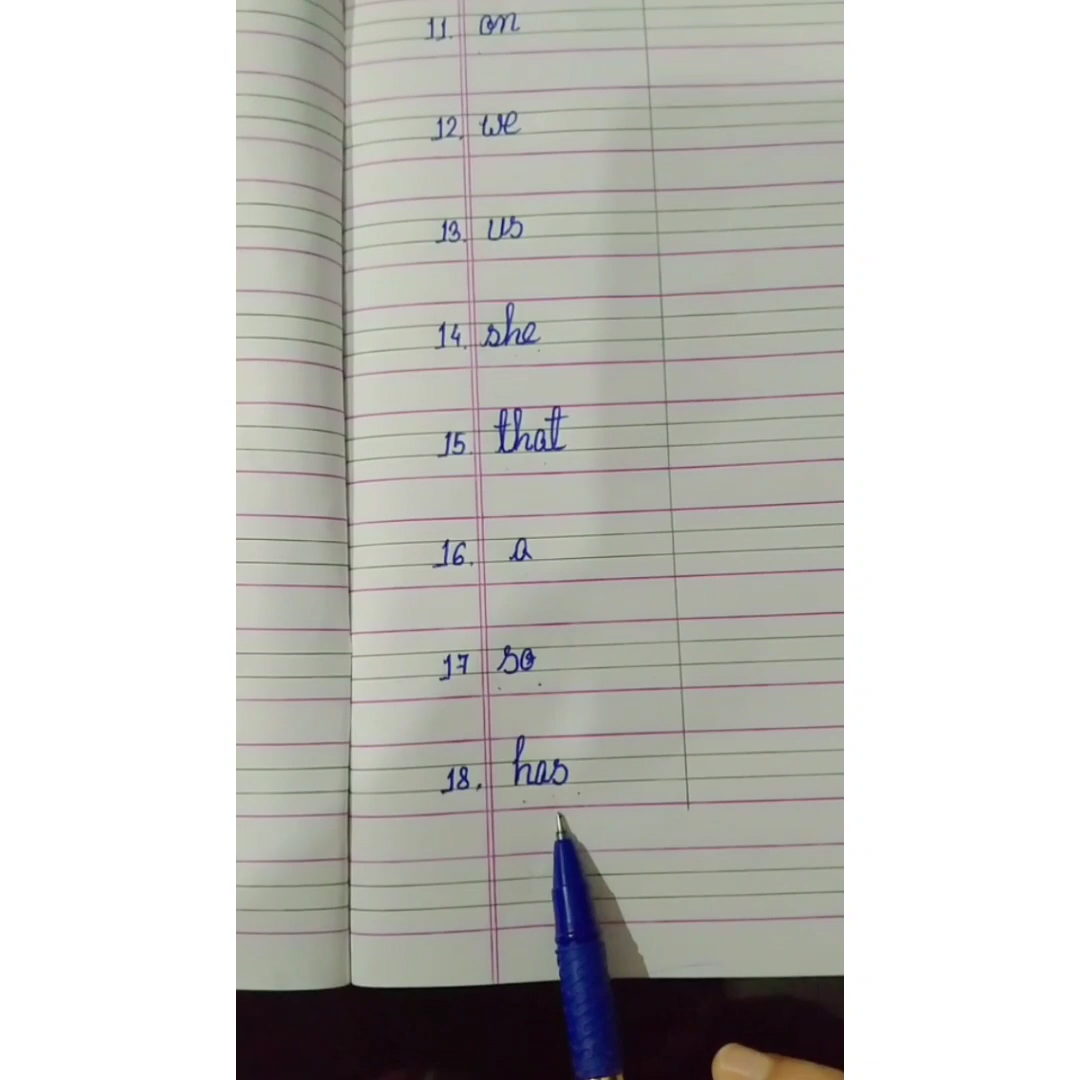 11. on
12. we
13. us
14. she
15. that
16. a
17 so
18. has